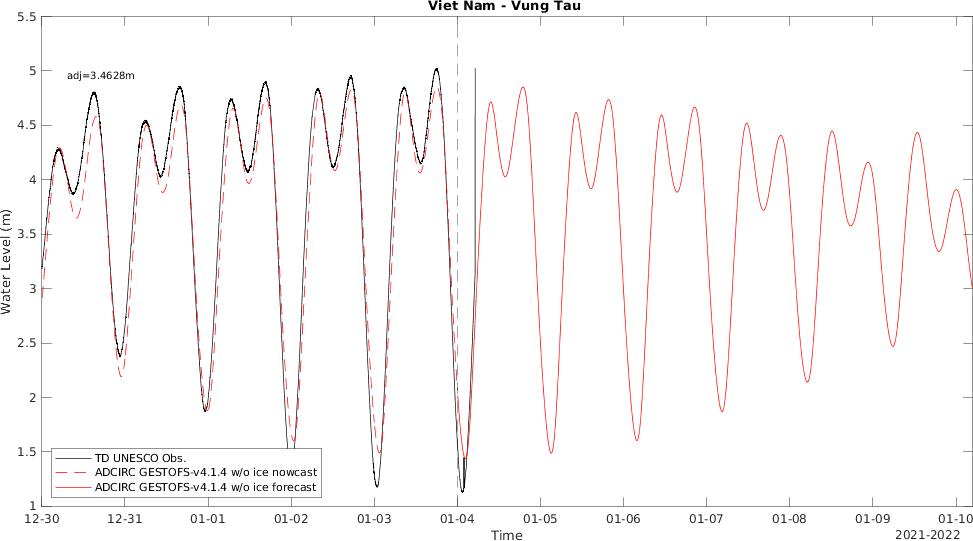 Viet Nam - Vung Tau
5.5
5
4.5
4
3.5
3
2.5
2
1.5
1
Water Level (m)
adj=3.4628m
TD UNESCO Obs.
ADCIRC GESTOFS-v4.1.4 w/o ice nowcast
ADCIRC GESTOFS-v4.1.4 w/o ice forecast
12-30 12-31 01-01 01-02 01-03 01-04 01-05 01-06 01-07 01-08 01-09 01-10
Time
2021-2022